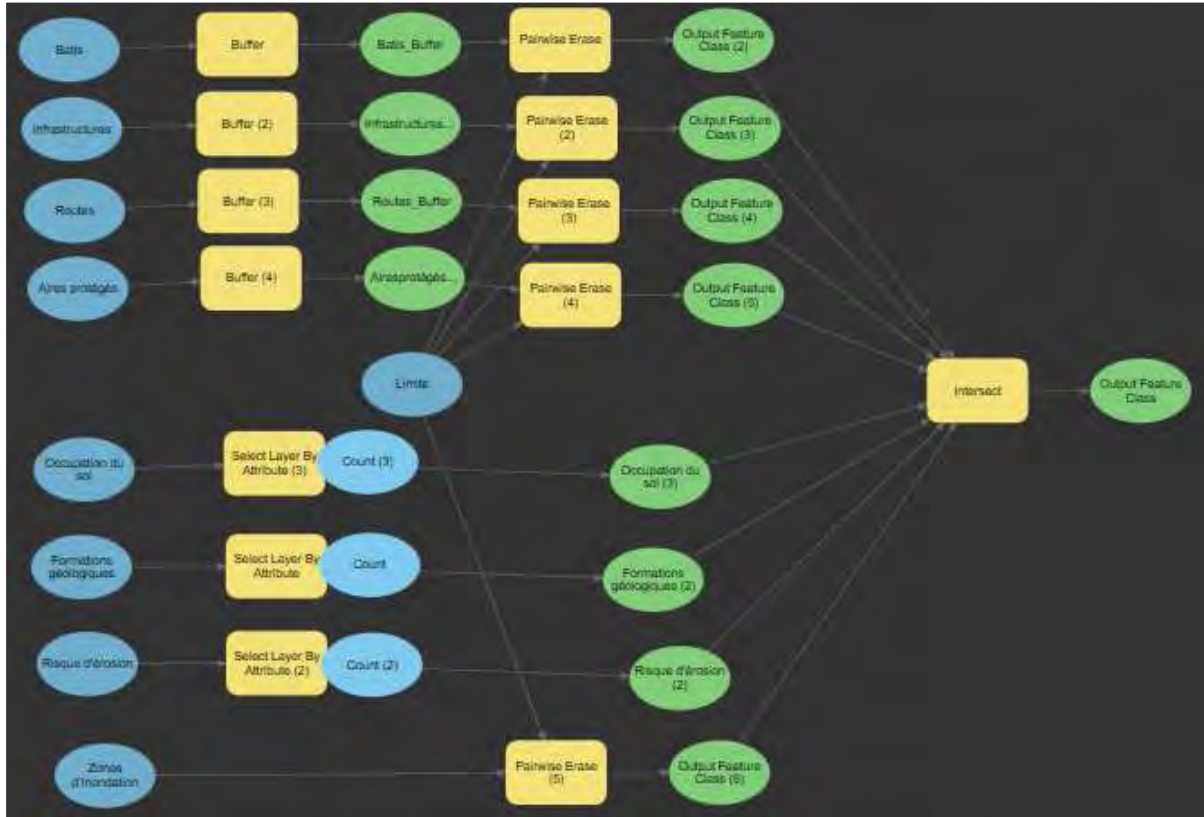 Batis
Buffer
Batis_Buffer
Pairwise Erase
Output Feature
Class (2)
Infrastructures
Buffer (2)
Infrastructures...
Pairwise Erase
(2)
Output Feature
Class (3)
Routes
Buffer (3)
Routes_Buffer
Pairwise Erase
(3)
Output Feature
Class (4)
Aires protégés
Buffer (4)
Airesprotégés...
Pairwise Erase
(4)
Output Feature
Class (5)
Limite
Intersect
Output Feature
Class
Occupation du
sol
Select Layer By
Attribute (3)
Count (3)
Occupation du
sol (3)
Formations
géologiques
Select Layer By
Attribute
Count
Formations
géologiques (2)
Risque d'érosion
Select Layer By
Attribute (2)
Count (2)
Risque d'érosion
(2)
Zones
d'Inondation
Pairwise Erase
(5)
Output Feature
Class (6)